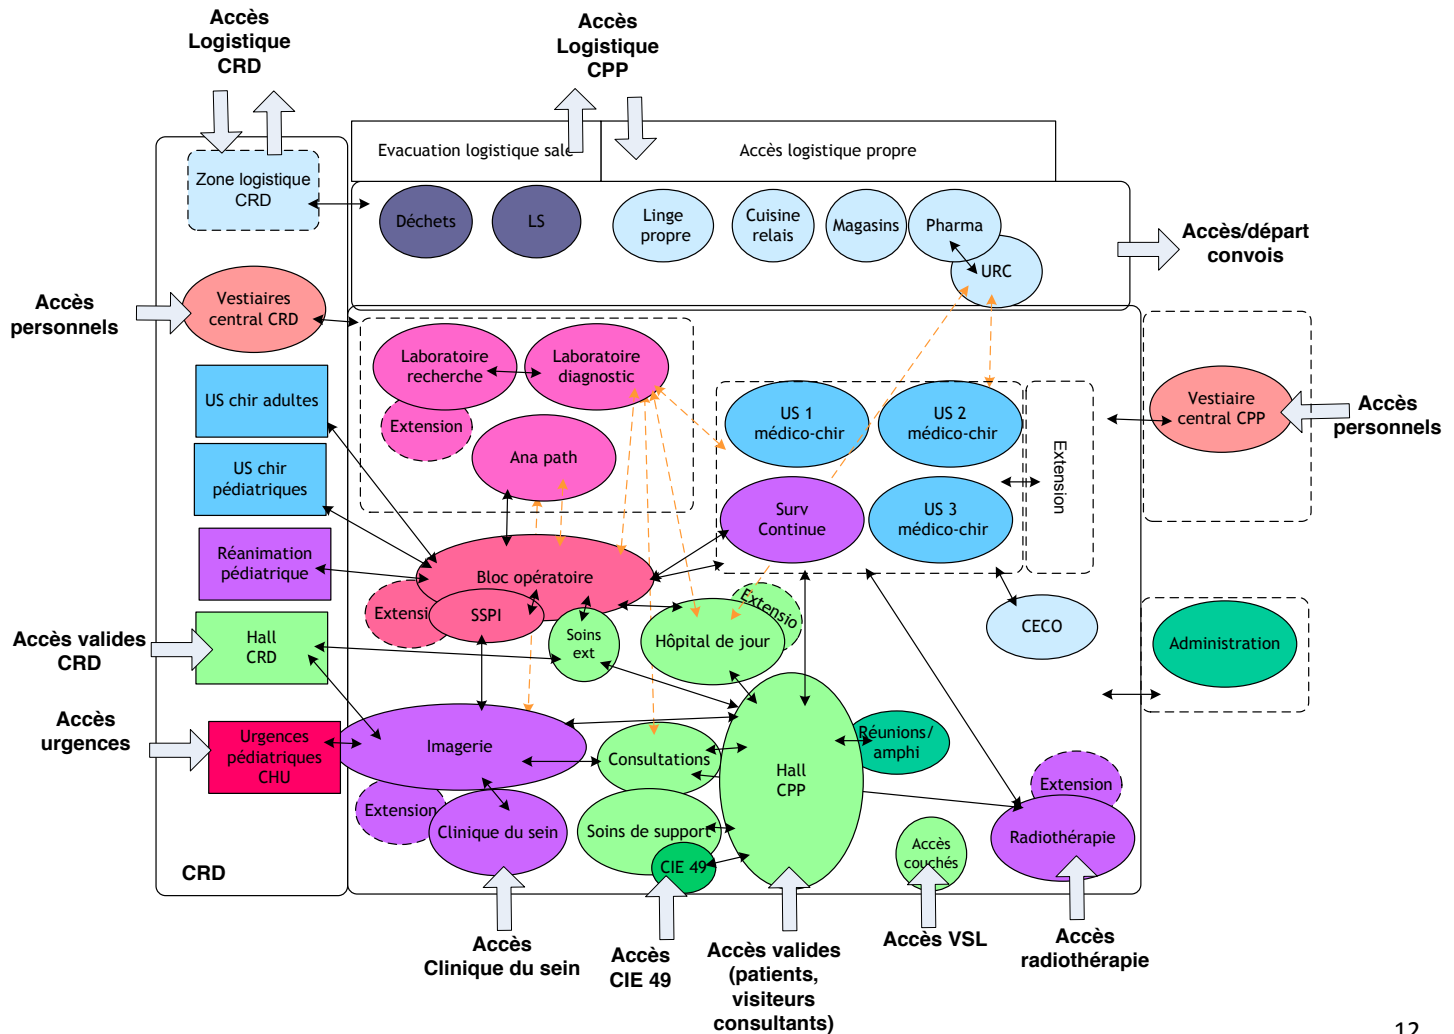 Accès
Logistique
CRD
Accès
Logistique
CPP
Evacuation logistique sale
Accès logistique propre
Zone logistique
CRD
Déchets
LS
Linge
propre
Cuisine
relais
Magasins
Pharma
URC
Accès/départ
convois
Accès
personnels
Vestiaires
central CRD
Laboratoire
recherche
Laboratoire
diagnostic
Extension
Ana path
US chir adultes
US chir
pédiatriques
Réanimation
pédiatrique
US 1
médico-chir
US 2
médico-chir
Surv
Continue
US 3
médico-chir
Extension
Vestiaire
central CPP
Accès
personnels
Bloc opératoire
Extensi
SSPI
Soins
ext
Extensio
Hôpital de jour
CECO
Administration
Accès valides
CRD
Hall
CRD
Accès
urgences
Urgences
pédiatriques
CHU
Imagerie
Consultations
Hall
CPP
Réunions/
amphi
Extension
Clinique du sein
Soins de support
CIE 49
Accès
couchés
Extension
Radiothérapie
CRD
Accès
Clinique du sein
Accès
CIE 49
Accès valides
(patients,
visiteurs
consultants)
Accès VSL
Accès
radiothérapie
12